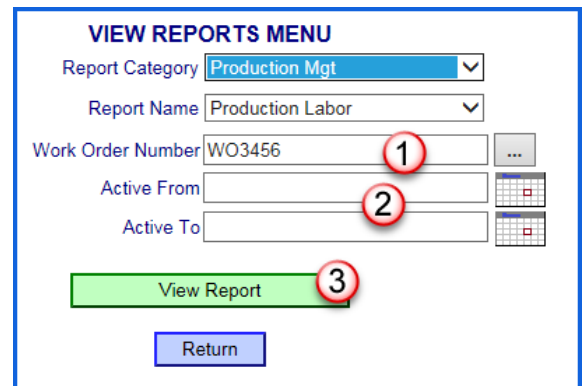 VIEW REPORTS MENU
Report Category Production Mgt
Report Name Production Labor
Work Order Number WO3456 1 ...
Active From
2
Active To
View Report 3
Return